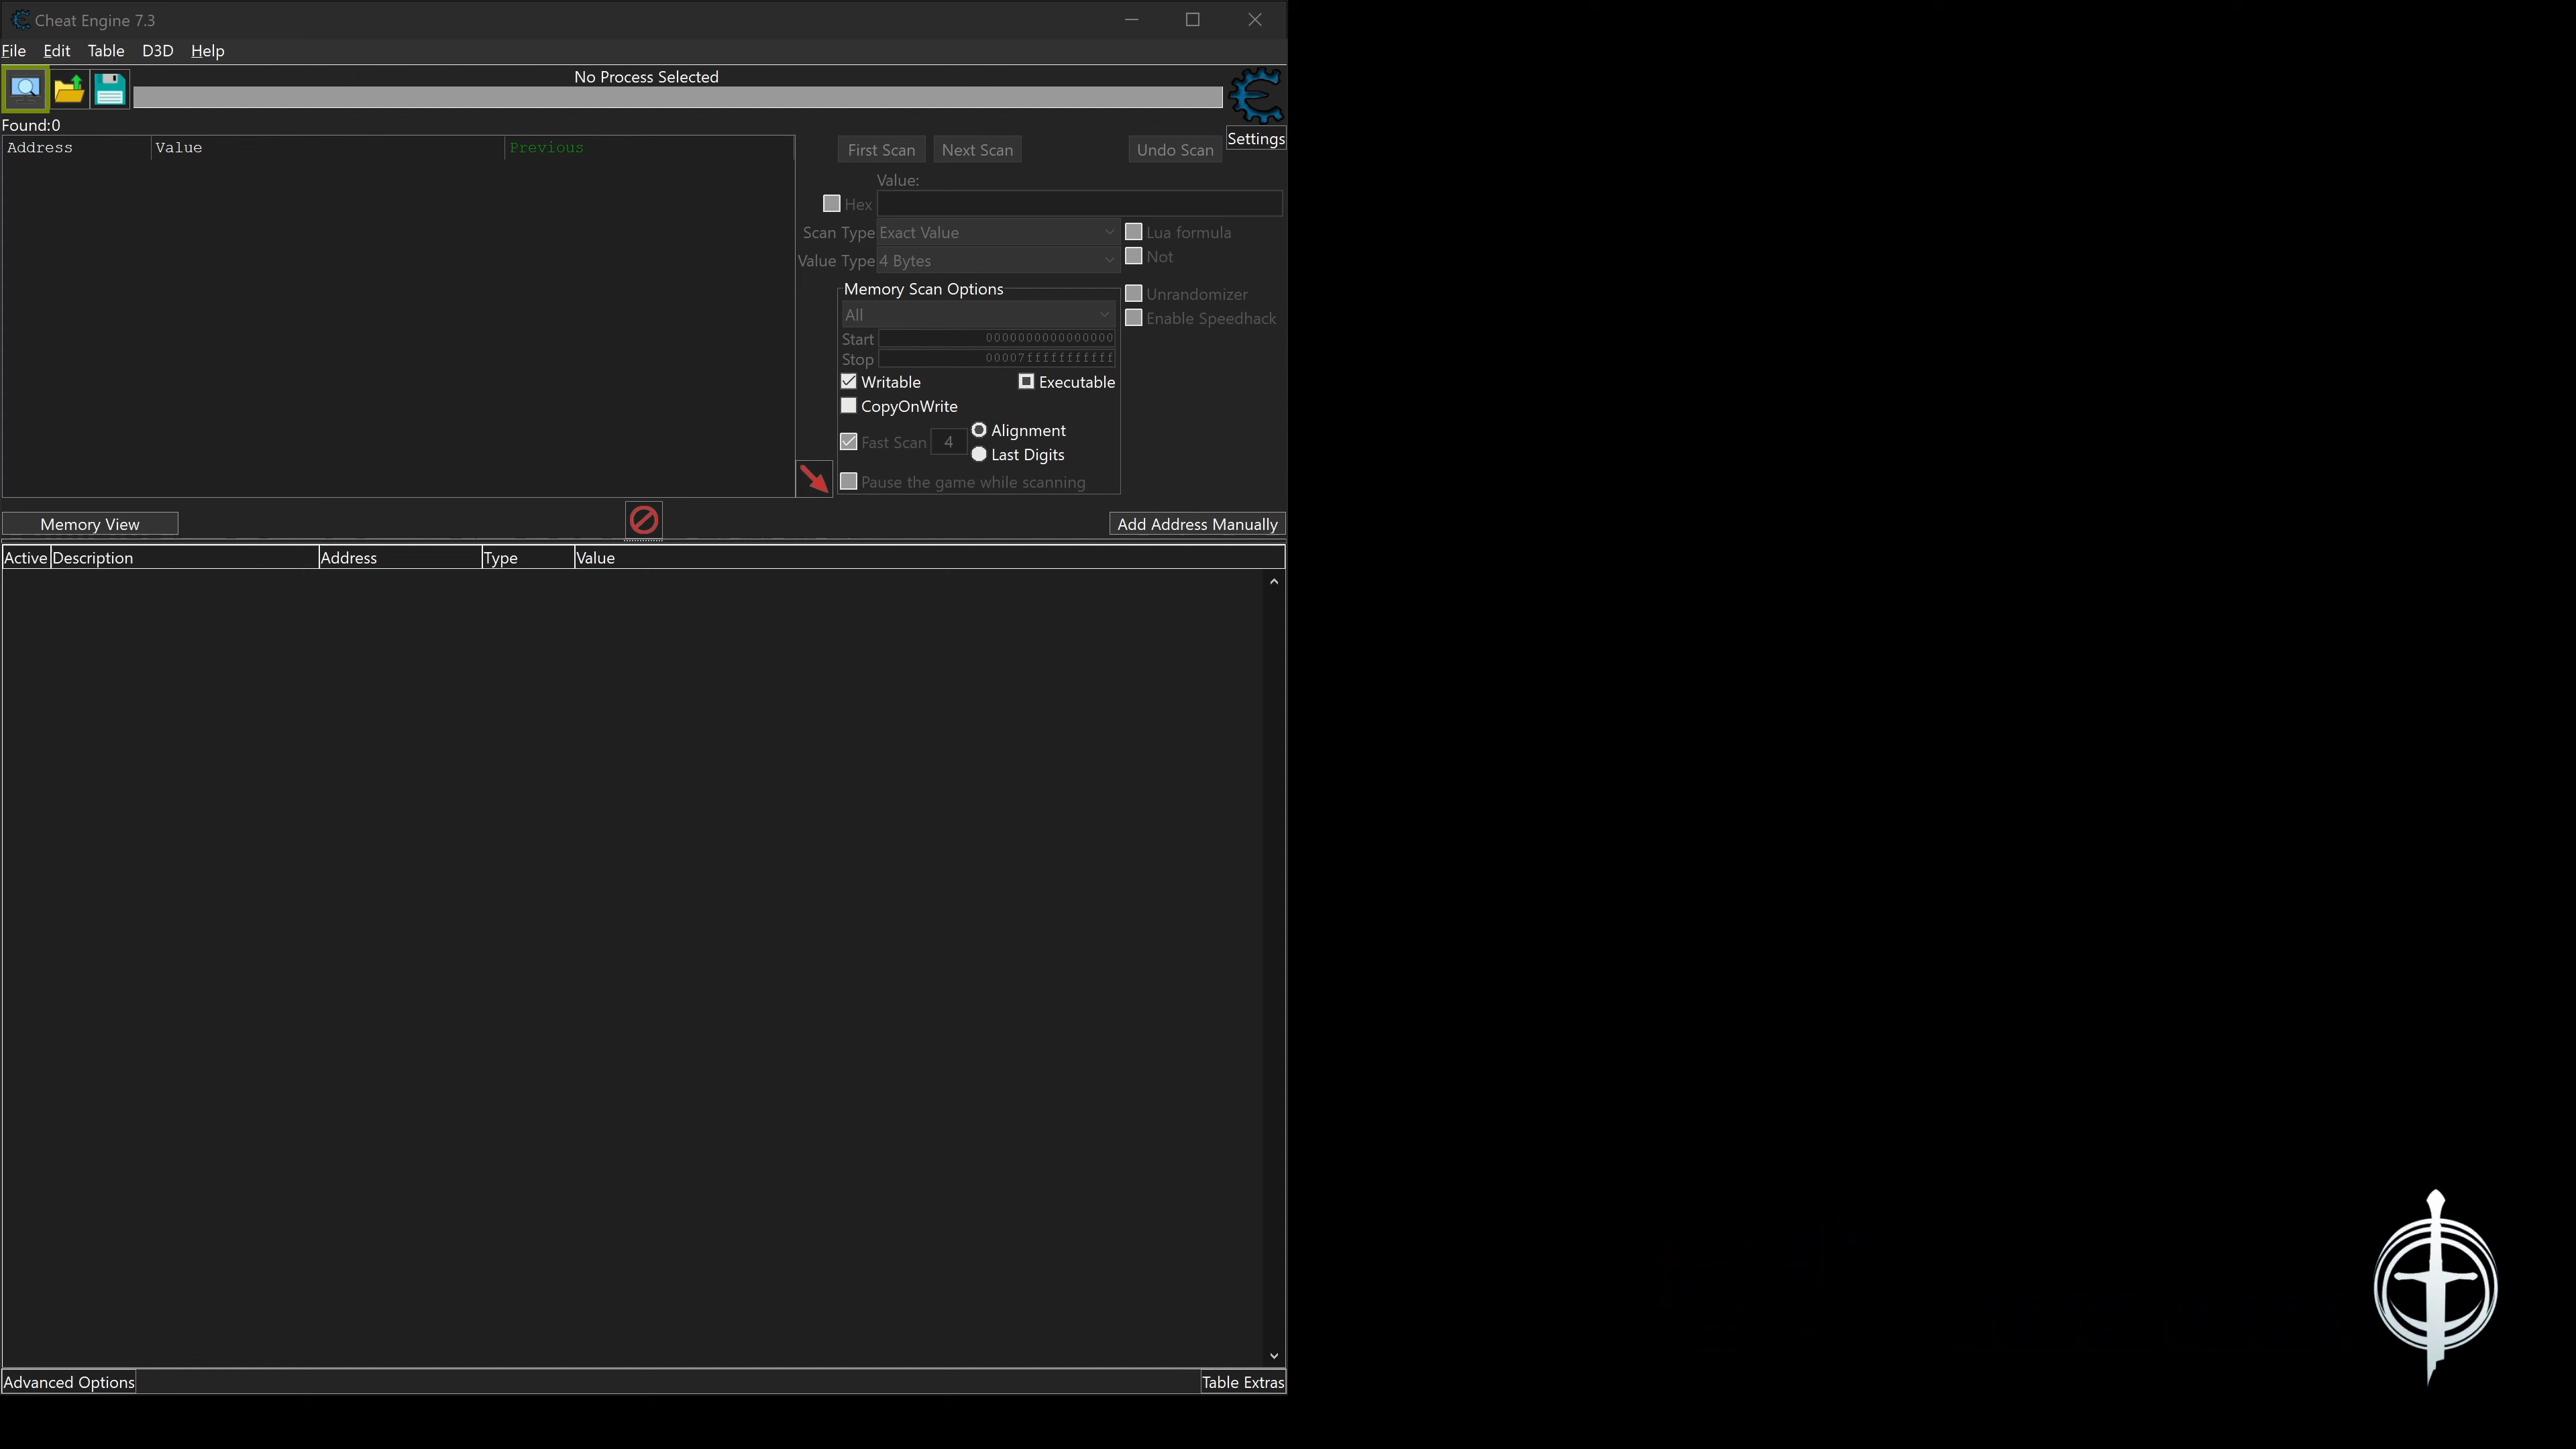 Cheat Engine 7.3
File Edit Table D3D Help
No Process Selected
Found:0
Settings
Address Value Previous
First Scan Next Scan Undo Scan
Value:
Hex
Scan Type Exact Value Lua formula
Not
Value Type 4 Bytes
Memory Scan Options
Unrandomizer
All
Enable Speedhack
Start 0000000000000000
Stop 00007fffffffffff
Writable Executable
CopyOnWrite
Alignment
Fast Scan 4
Last Digits
Pause the game while scanning
Memory View Add Address Manually
Active Description Address Type Value
Advanced Options Table Extras